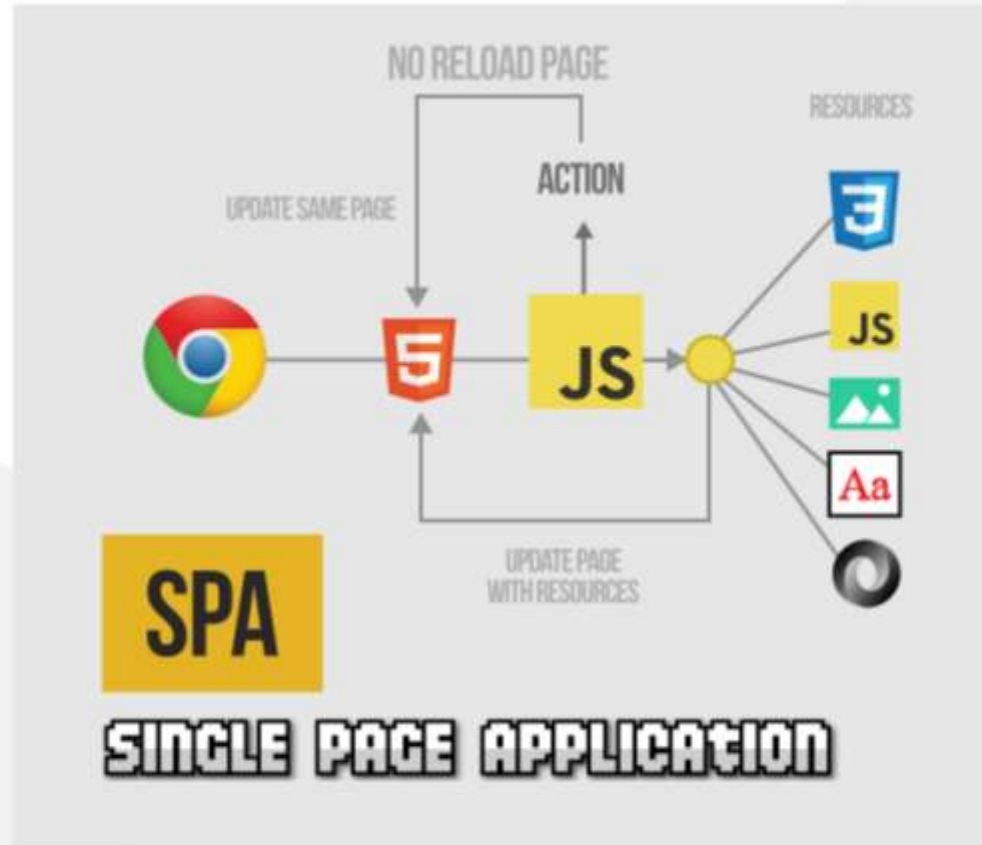 NO RELOAD PAGE
RESOURCES
ACTION
UPDATE SAME PAGE
3
5
JS
JS
Aa
UPDATE PAGE
WITH RESOURCES
SPA
SINGLE PAGE APPLICATION